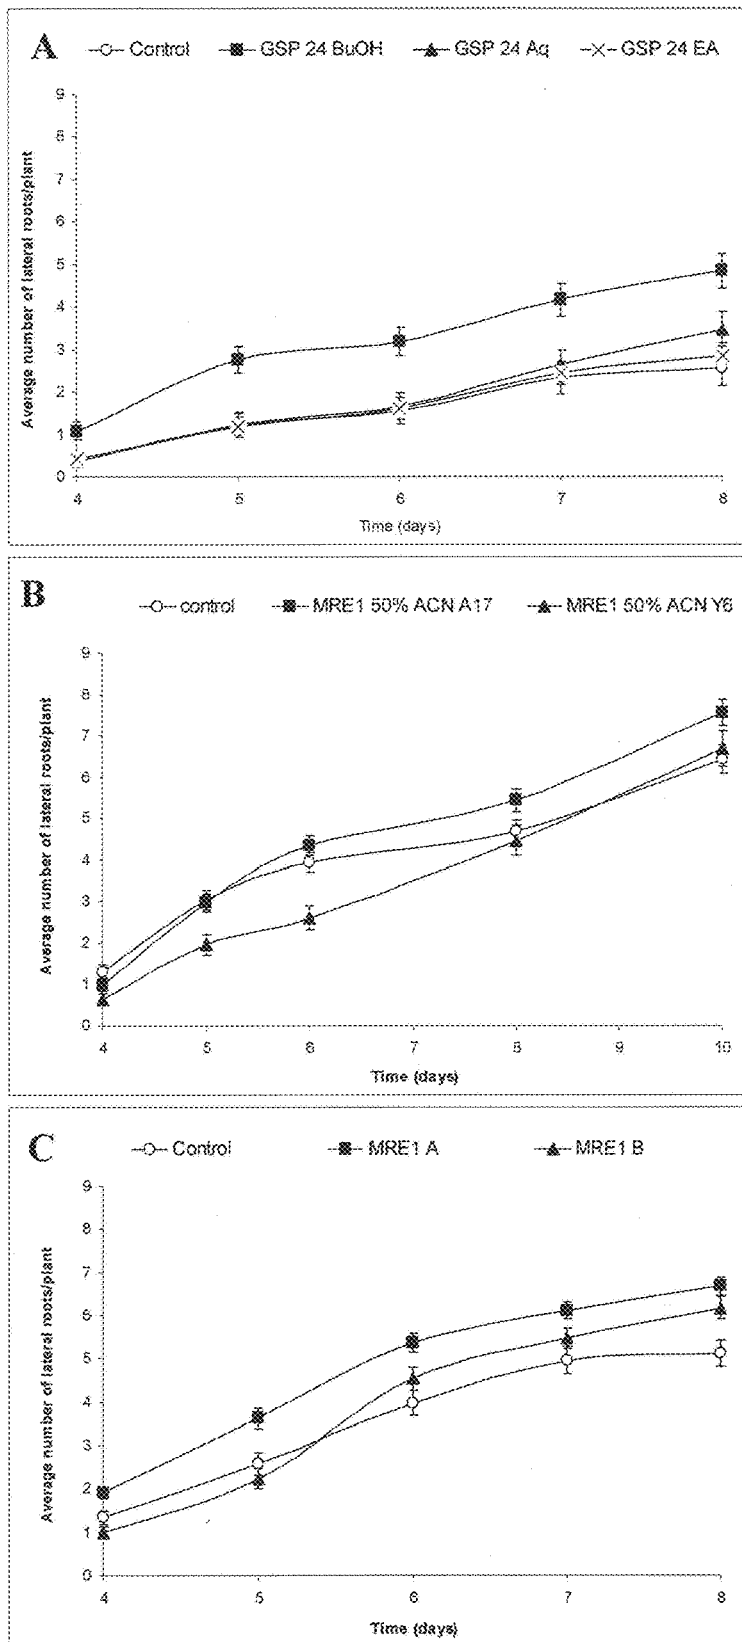 A
Control GSP 24 BuOH GSP 24 Aq GSP 24 EA
Average number of lateral roots/plant
9
8
7
6
5
4
3
2
1
0
4 5 6 7 8
Time (days)
B
control MRE1 50% ACN A17 MRE1 50% ACN Y6
Average number of lateral roots/plant
9
8
7
6
5
4
3
2
1
0
4 5 6 7 8 9 10
Time (days)
C
Control MRE1 A MRE1 B
Average number of lateral roots/plant
9
8
7
6
5
4
3
2
1
0
4 5 6 7 8
Time (days)